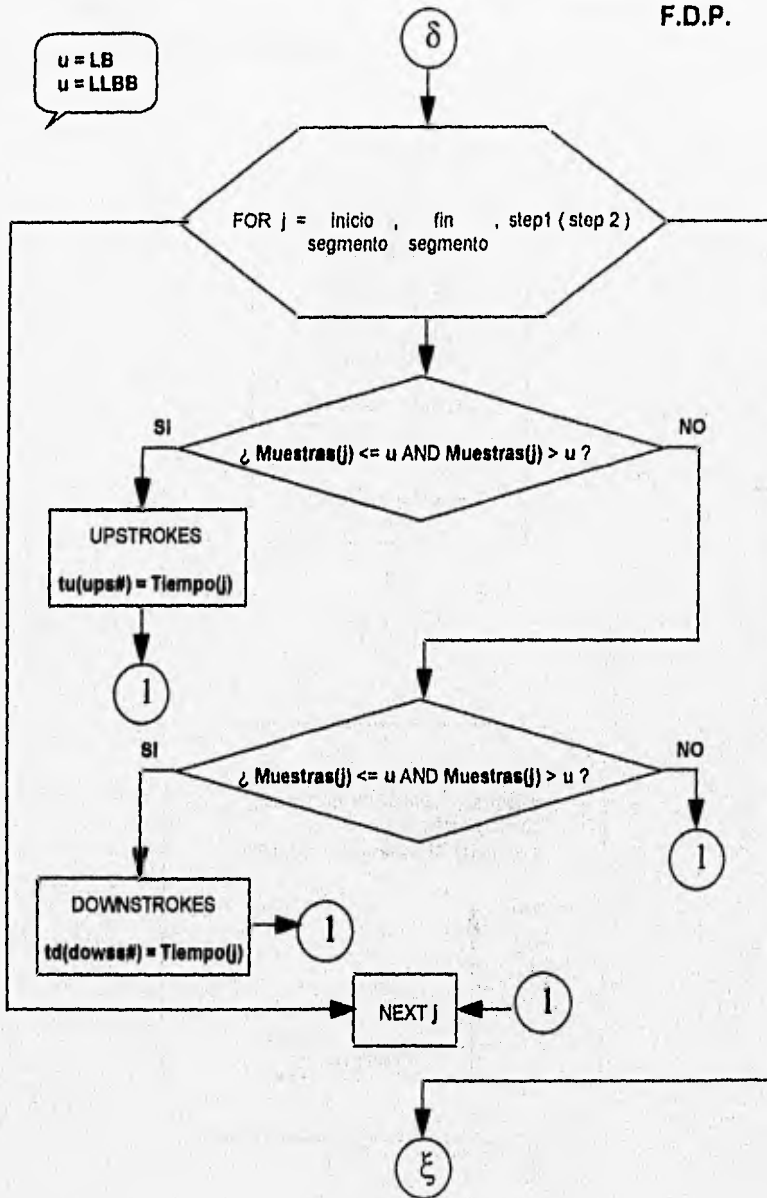 F.D.P.
δ
u = LB
u = LLBB
FOR j = inicio , fin , step1 ( step 2 )
segmento segmento
SI
NO
¿ Muestras(j) <= u AND Muestras(j) > u ?
UPSTROKES
tu(ups#) = Tiempo(j)
1
SI
NO
¿ Muestras(j) <= u AND Muestras(j) > u ?
1
DOWNSTROKES
td(dowss#) = Tiempo(j)
1
NEXT j
1
ξ